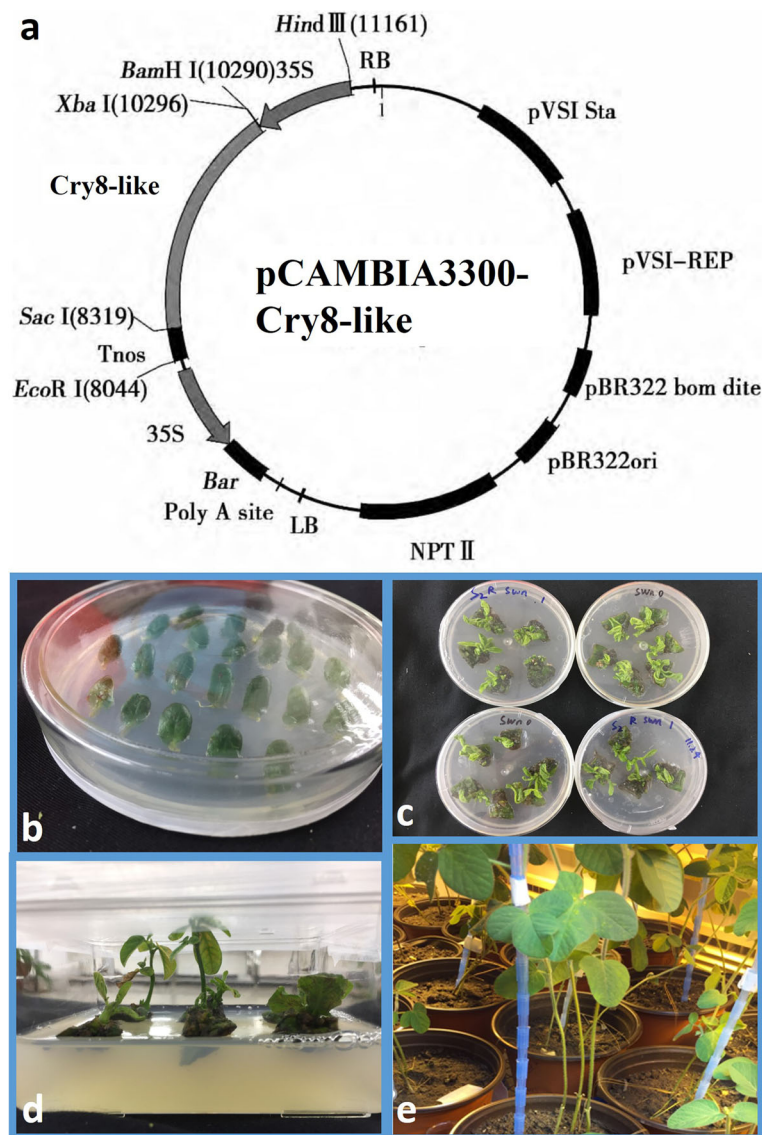 a
HindⅢ(11161)
RB
BamH I(10290)35S
Xba I(10296)
1
pVSI Sta
Cry8-like
pCAMBIA3300-
Cry8-like
pVSI–REP
Sac I(8319)
Tnos
EcoR I(8044)
pBR322 bom dite
35S
pBR322ori
Bar
Poly A site
LB
NPT Ⅱ
b
S2 R SWn . 1
SWn 0
SWn 0
S2 R SWn 1
c
d
e